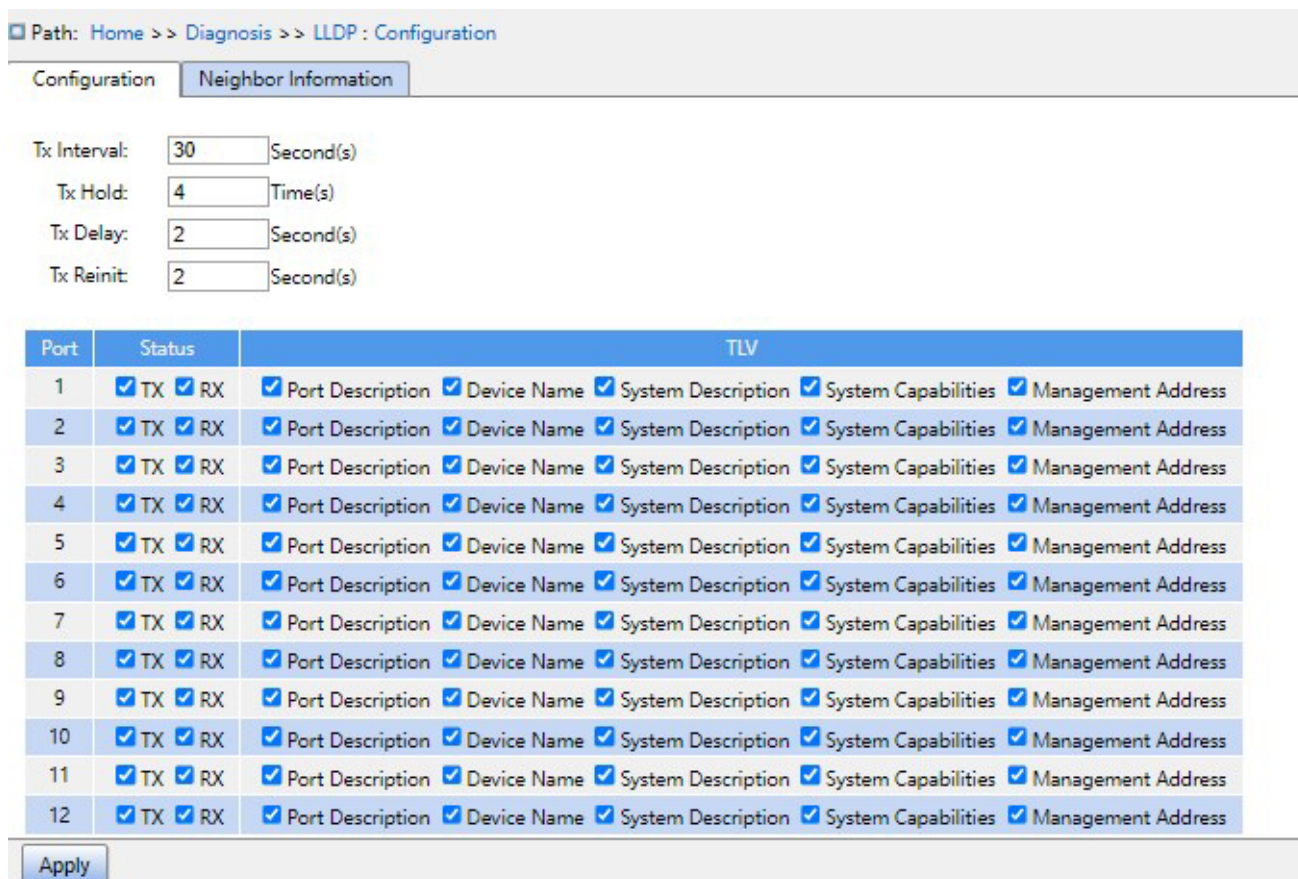 Path: Home >> Diagnosis >> LLDP : Configuration
Configuration Neighbor Information
Tx Interval: 30 Second(s)
Tx Hold: 4 Time(s)
Tx Delay: 2 Second(s)
Tx Reinit: 2 Second(s)
Port Status TLV
1 TX RX Port Description Device Name System Description System Capabilities Management Address
2 TX RX Port Description Device Name System Description System Capabilities Management Address
3 TX RX Port Description Device Name System Description System Capabilities Management Address
4 TX RX Port Description Device Name System Description System Capabilities Management Address
5 TX RX Port Description Device Name System Description System Capabilities Management Address
6 TX RX Port Description Device Name System Description System Capabilities Management Address
7 TX RX Port Description Device Name System Description System Capabilities Management Address
8 TX RX Port Description Device Name System Description System Capabilities Management Address
9 TX RX Port Description Device Name System Description System Capabilities Management Address
10 TX RX Port Description Device Name System Description System Capabilities Management Address
11 TX RX Port Description Device Name System Description System Capabilities Management Address
12 TX RX Port Description Device Name System Description System Capabilities Management Address
Apply